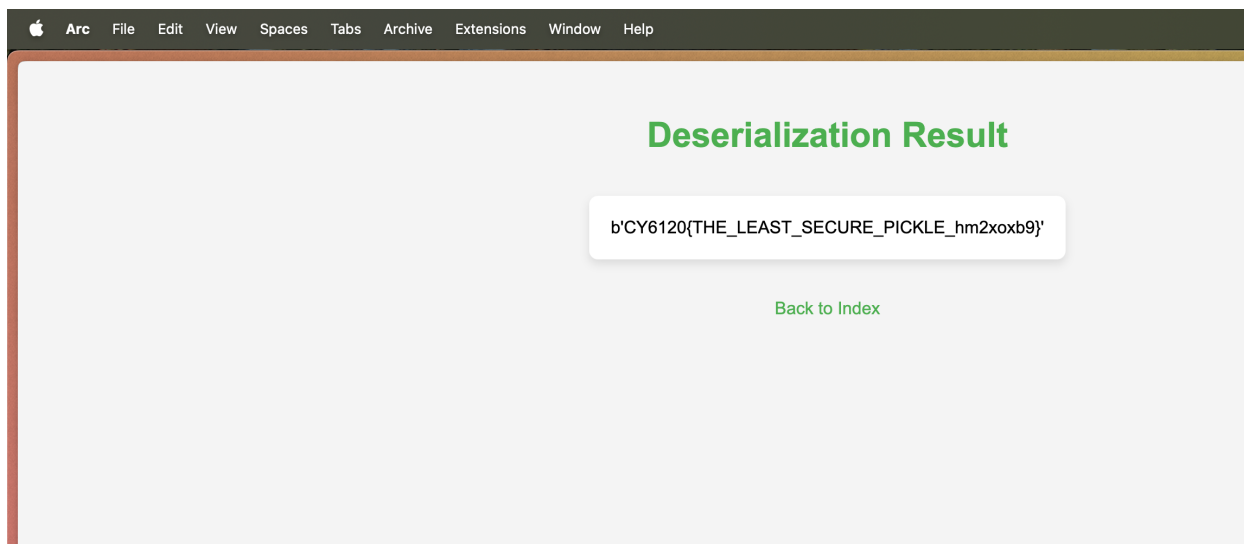 Arc File Edit View Spaces Tabs Archive Extensions Window Help
Deserialization Result
b'CY6120{THE_LEAST_SECURE_PICKLE_hm2xoxb9}'
Back to Index